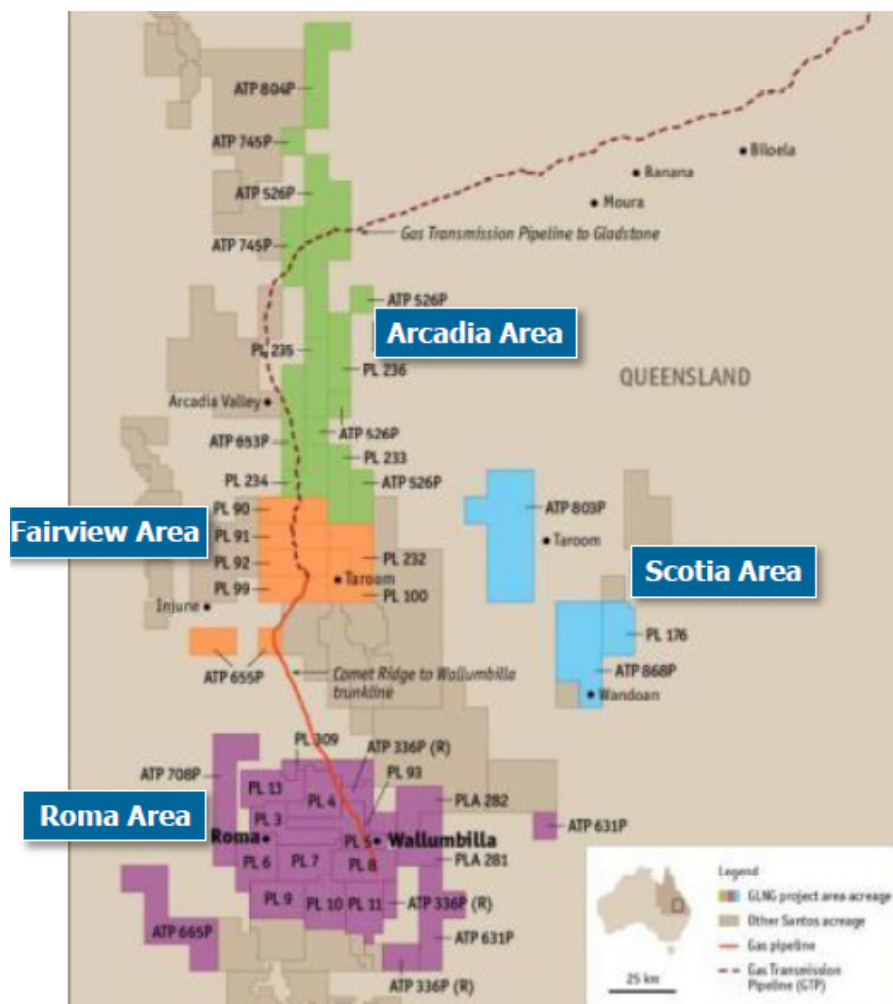 ATP 804P
ATP 745P
Biloela
Banana
ATP 526P
Moura
Gas Transmission Pipeline to Gladstone
ATP 745P
ATP 526P
Arcadia Area
PL 235
PL 236
QUEENSLAND
Arcadia Valley
ATP 526P
ATP 653P
PL 233
PL 234
ATP 526P
PL 90
ATP 803P
Fairview Area
PL 91
Taroom
PL 92
PL 232
Scotia Area
PL 99
Taroom
PL 100
Injune
PL 176
ATP 655P
Comet Ridge to Wallumbilla
trunkline
ATP 868P
Wandoan
PL 309
ATP 336P (R)
ATP 708P
PL 93
PL 13
PL 4
PLA 282
Roma Area
PL 3
ATP 631P
Roma
PL 5
Wallumbilla
PL 6
PL 7
PL 8
PLA 281
PL 9
PL 10
PL 11
ATP 336P (R)
ATP 665P
ATP 631P
ATP 336P (R)
Legend
GLNG project area acreage
Other Santos acreage
Gas pipeline
Gas Transmission
Pipeline (GTP)
25 km